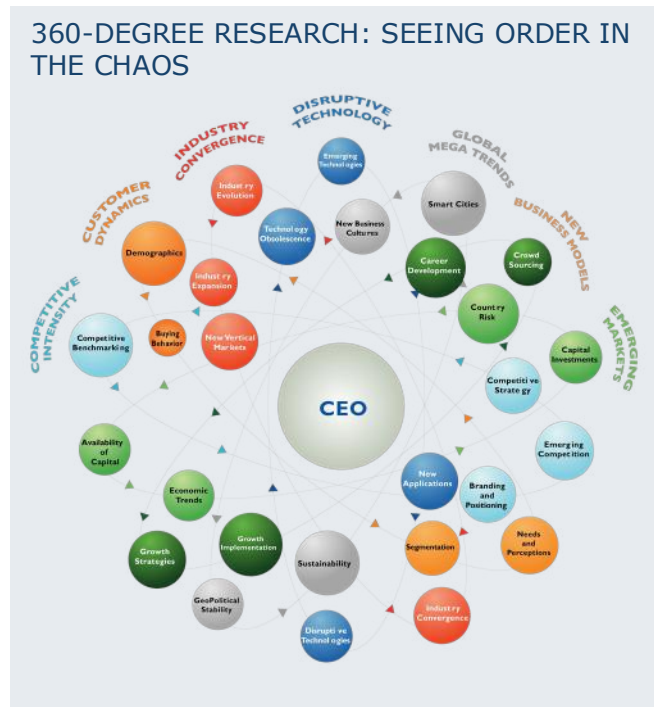 360-DEGREE RESEARCH: SEEING ORDER IN
THE CHAOS
DISRUPTIVE
TECHNOLOGY
INDUSTRY
CONVERGENCE
GLOBAL
MEGA TRENDS
CUSTOMER
DYNAMICS
NEW
BUSINESS MODELS
COMPETITIVE
INTENSITY
EMERGING
MARKETS
Emerging
Technologies
Industry
Evolution
Smart Cities
Technology
Obsolescence
New Business
Cultures
Demographics
Career
Development
Crowd
Sourcing
Industry
Expansion
Country
Risk
Competitive
Benchmarking
Buying
Behavior
New Vertical
Markets
Capital
Investments
Competitive
Strategy
CEO
Availability
of
Capital
Emerging
Competition
New
Applications
Economic
Trends
Branding
and
Positioning
Growth
Strategies
Growth
Implementation
Sustainability
Segmentation
Needs
and
Perceptions
GeoPolitical
Stability
Industry
Convergence
Disruptive
Technologies